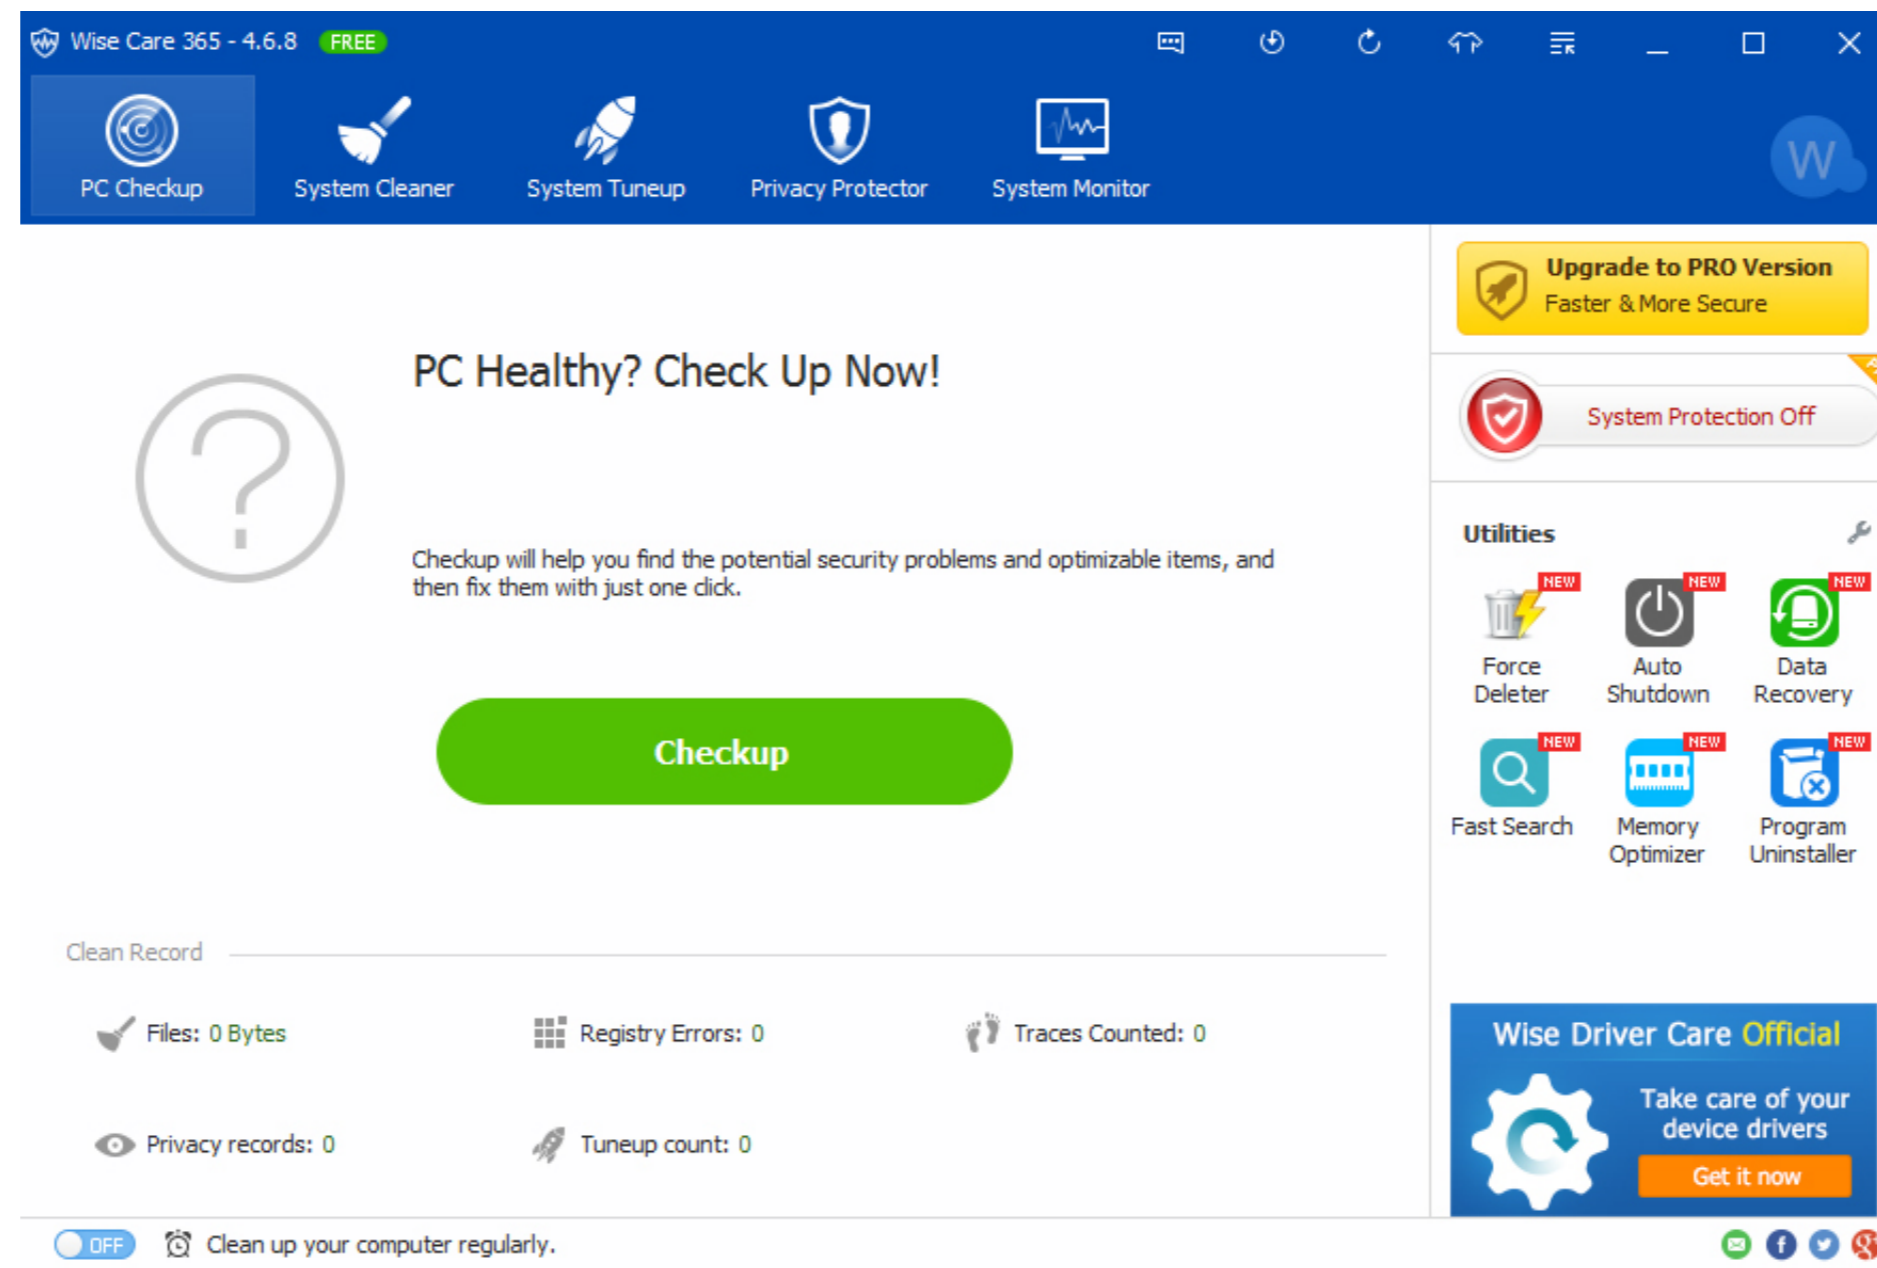 Wise Care 365 - 4.6.8 FREE
PC Checkup
System Cleaner
System Tuneup
Privacy Protector
System Monitor
W
Upgrade to PRO Version
Faster & More Secure
PC Healthy? Check Up Now!
System Protection Off
Checkup will help you find the potential security problems and optimizable items, and
then fix them with just one click.
Checkup
Utilities
NEW
NEW
NEW
Force
Deleter
Auto
Shutdown
Data
Recovery
NEW
NEW
NEW
Fast Search
Memory
Optimizer
Program
Uninstaller
Clean Record
Files: 0 Bytes
Registry Errors: 0
Traces Counted: 0
Privacy records: 0
Tuneup count: 0
Wise Driver Care Official
Take care of your
device drivers
Get it now
OFF
Clean up your computer regularly.